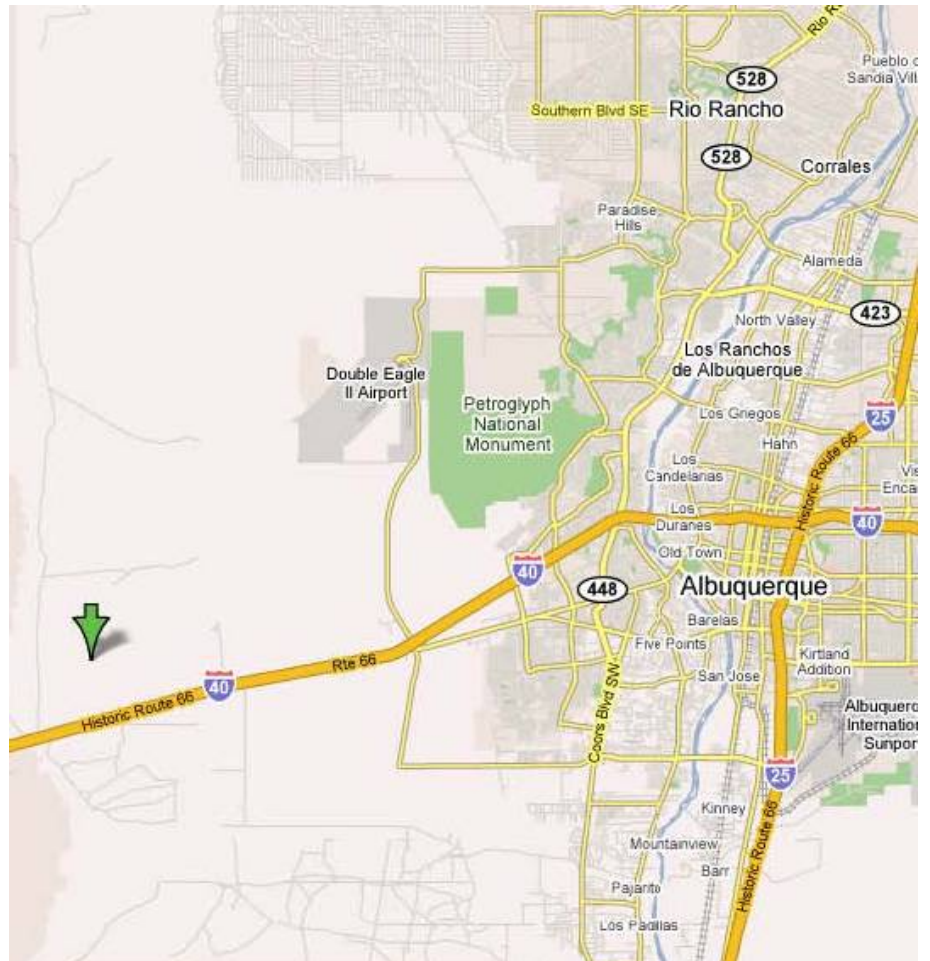 Rio R
528
Pueblo o
Sandia Vill
Southern Blvd SE
Rio Rancho
528
Corrales
Paradise
Hills
Alameda
423
North Valley
Los Ranchos
de Albuquerque
Double Eagle
II Airport
Petroglyph
National
Monument
Los Griegos
25
Hahn
Historic Route 66
Los
Candelarias
Vis
Enca
Los
Duranes
40
Old Town
40
448
Albuquerque
Barelas
Five Points
Kirtland
Addition
Rte 66
San Jose
40
Historic Route 66
Coors Blvd SW
Albuquerq
Internation
Sunpor
25
Kinney
Historic Route 66
Mountainview
Barr
Pajarito
Los Padillas